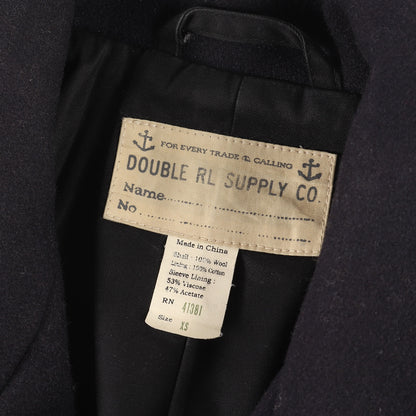 FOR EVERY TRADE & CALLING
DOUBLE RL SUPPLY CO.
Name
No
Made in China
Shell : 100% Wool
Lining : 100% Cotton
Sleeve Lining :
53% Viscose
47% Acetate
RN 41381
Size XS